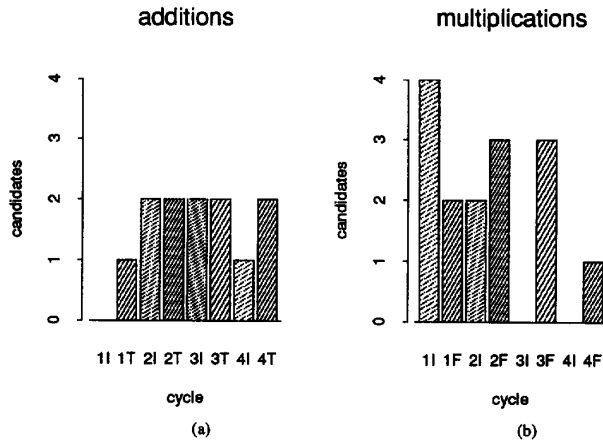 additions
multiplications
4
3
2
1
0
candidates
1I 1T 2I 2T 3I 3T 4I 4T
cycle
(a)
4
3
2
1
0
candidates
1I 1F 2I 2F 3I 3F 4I 4F
cycle
(b)